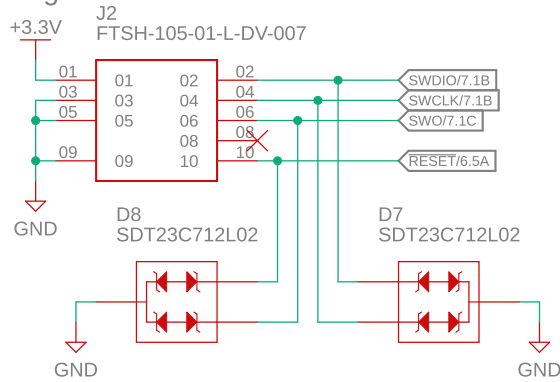 J2
+3.3V
FTSH-105-01-L-DV-007
01 01 02 02 SWDIO/7.1B
03 03 04 04 SWCLK/7.1B
05 05 06 06 SWO/7.1C
08 08
09 09 10 10 RESET/6.5A
GND
D8
SDT23C712L02
D7
SDT23C712L02
GND
GND